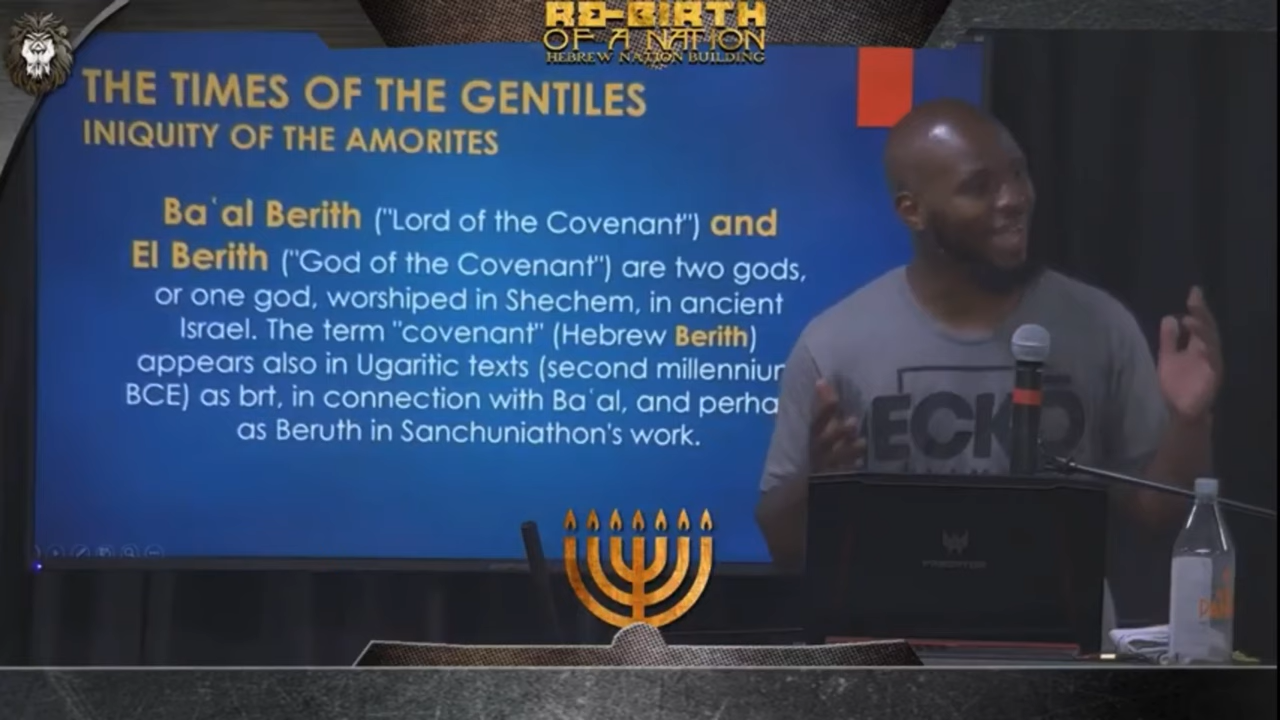 RE-BIRTH
OF A NATION
HEBREW NATION BUILDING
THE TIMES OF THE GENTILES
INIQUITY OF THE AMORITES
Baʿal Berith ("Lord of the Covenant") and
El Berith ("God of the Covenant") are two gods,
or one god, worshiped in Shechem, in ancient
Israel. The term "covenant" (Hebrew Berith)
appears also in Ugaritic texts (second millenniu
BCE) as brt, in connection with Baʿal, and perha
as Beruth in Sanchuniathon's work.
ECKO
PREDATOR